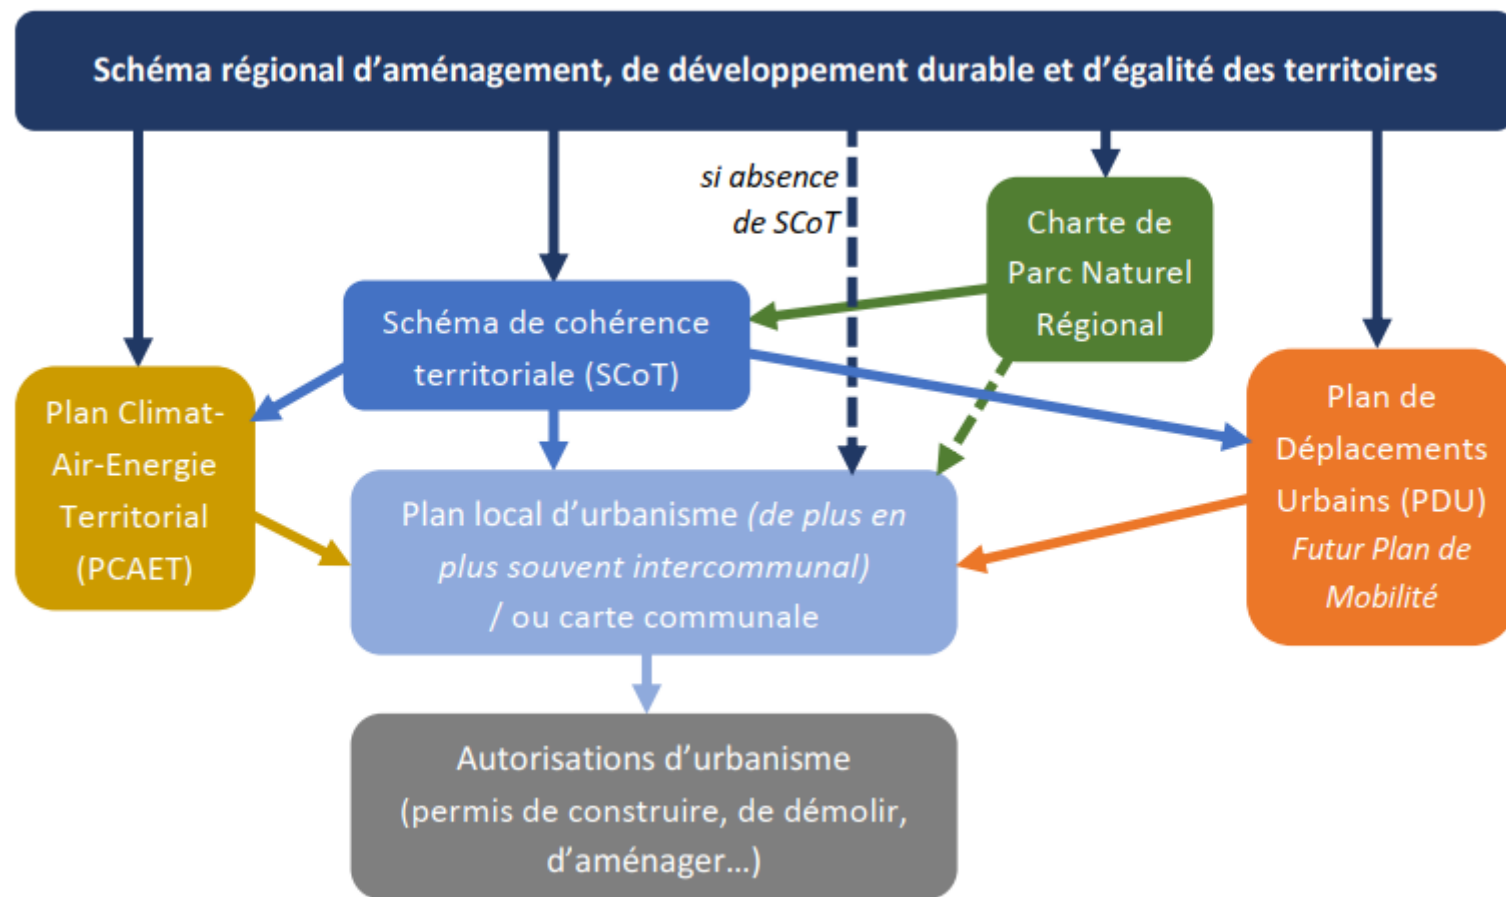 Schéma régional d’aménagement, de développement durable et d’égalité des territoires
si absence
de SCoT
Charte de
Parc Naturel
Régional
Schéma de cohérence
territoriale (SCoT)
Plan Climat-
Air-Energie
Territorial
(PCAET)
Plan de
Déplacements
Urbains (PDU)
Futur Plan de
Mobilité
Plan local d’urbanisme (de plus en
plus souvent intercommunal)
/ ou carte communale
Autorisations d’urbanisme
(permis de construire, de démolir,
d’aménager…)